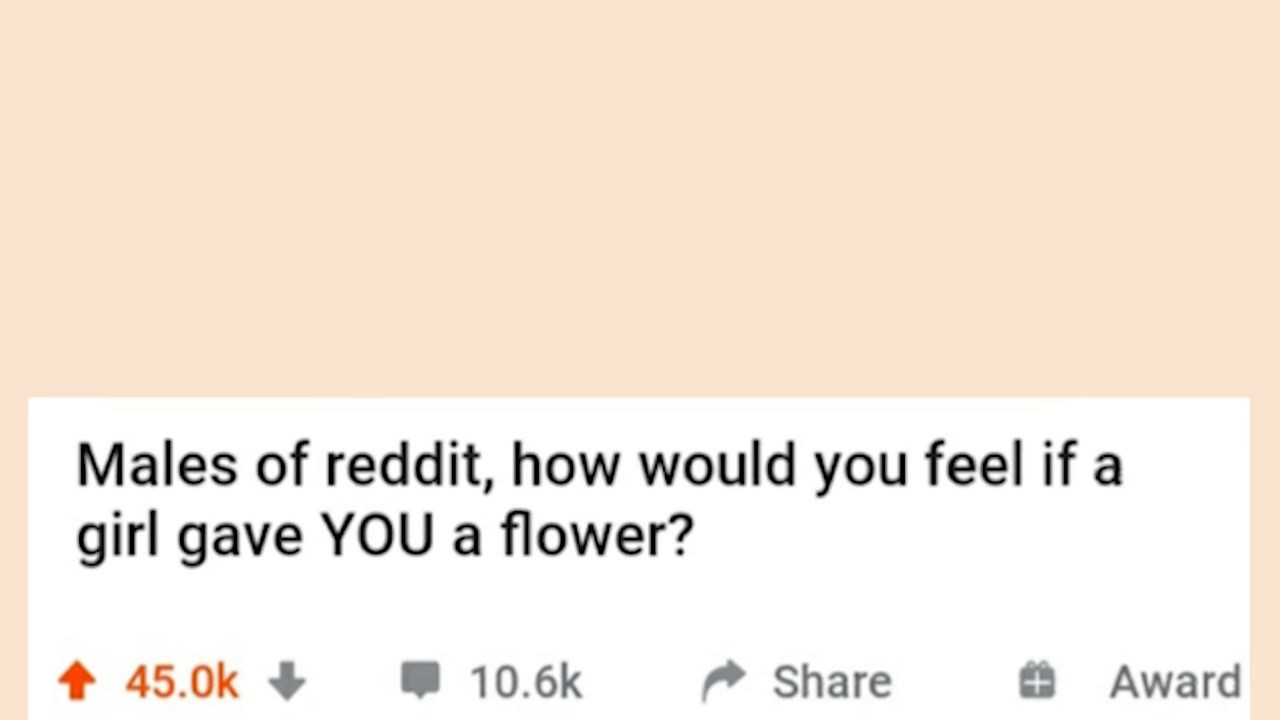 Males of reddit, how would you feel if a
girl gave YOU a flower?
45.0k 10.6k Share Award